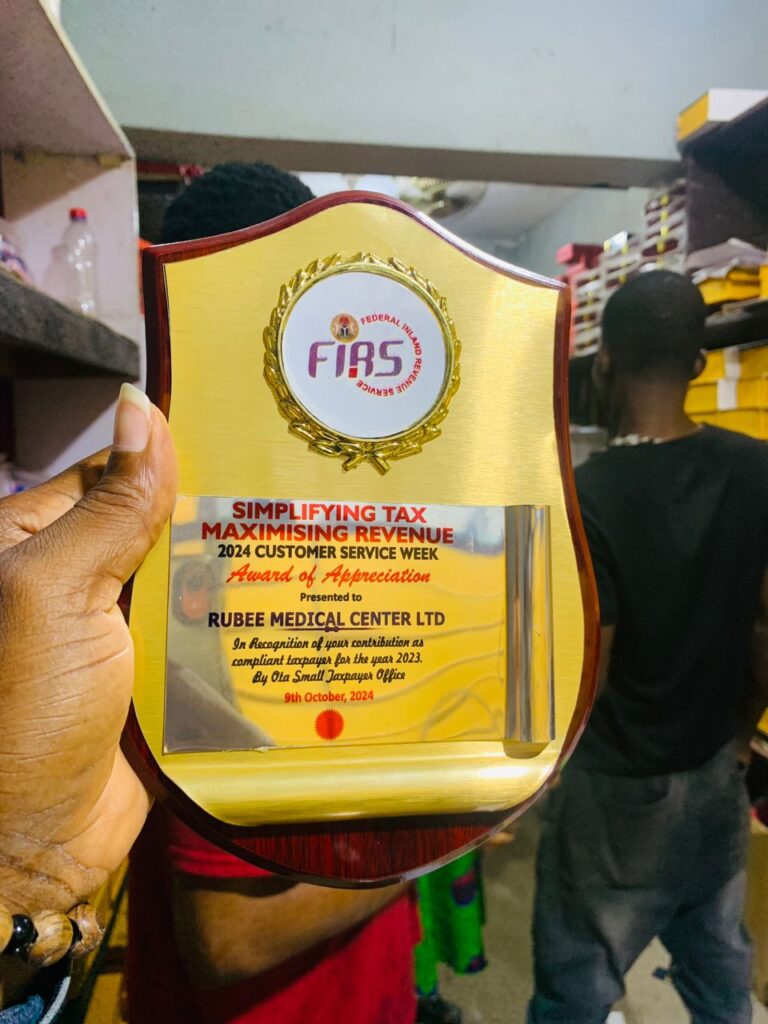 FIRS
FEDERAL INLAND REVENUE SERVICE
SIMPLIFYING TAX
MAXIMISING REVENUE
2024 CUSTOMER SERVICE WEEK
Award of Appreciation
Presented to
RUBEE MEDICAL CENTER LTD
In Recognition of your contribution as
compliant taxpayer for the year 2023.
By Ota Small Taxpayer Office
9th October, 2024